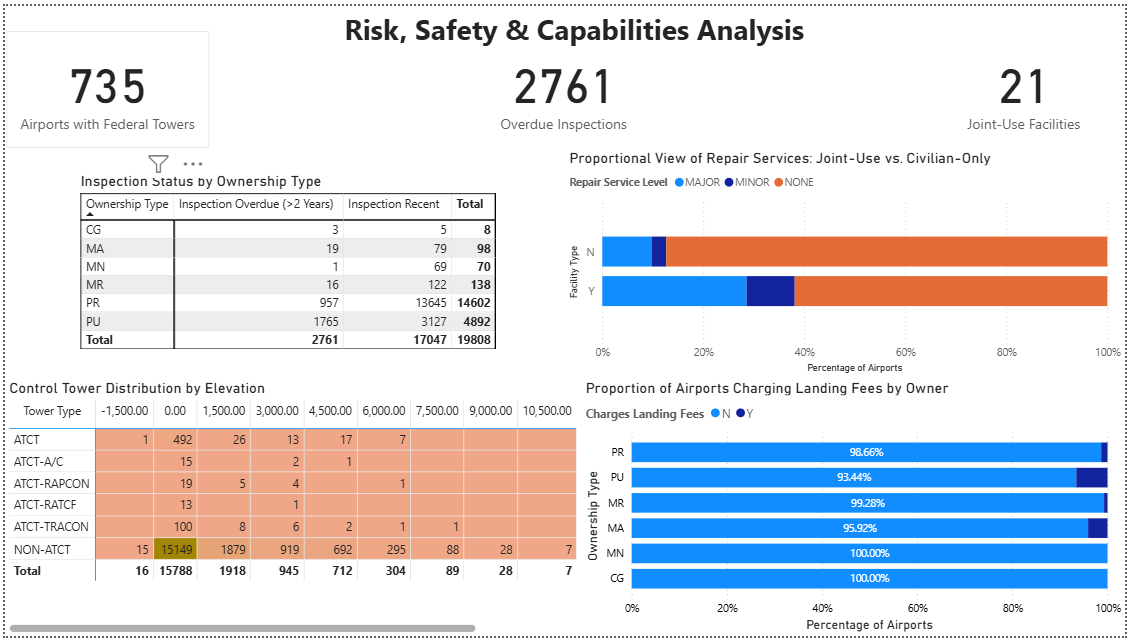 Risk, Safety & Capabilities Analysis
735
Airports with Federal Towers
2761
Overdue Inspections
21
Joint-Use Facilities
Inspection Status by Ownership Type
Ownership Type Inspection Overdue (>2 Years) Inspection Recent Total
CG 3 5 8
MA 19 79 98
MN 1 69 70
MR 16 122 138
PR 957 13645 14602
PU 1765 3127 4892
Total 2761 17047 19808
Proportional View of Repair Services: Joint-Use vs. Civilian-Only
Repair Service Level MAJOR MINOR NONE
Facility Type
N
Y
0% 20% 40% 60% 80% 100%
Percentage of Airports
Control Tower Distribution by Elevation
Tower Type -1,500.00 0.00 1,500.00 3,000.00 4,500.00 6,000.00 7,500.00 9,000.00 10,500.00
ATCT 1 492 26 13 17 7
ATCT-A/C 15 2 1
ATCT-RAPCON 19 5 4 1
ATCT-RATCF 13 1
ATCT-TRACON 100 8 6 2 1 1
NON-ATCT 15 15149 1879 919 692 295 88 28 7
Total 16 15788 1918 945 712 304 89 28 7
Proportion of Airports Charging Landing Fees by Owner
Charges Landing Fees N Y
Ownership Type
PR 98.66%
PU 93.44%
MR 99.28%
MA 95.92%
MN 100.00%
CG 100.00%
0% 20% 40% 60% 80% 100%
Percentage of Airports